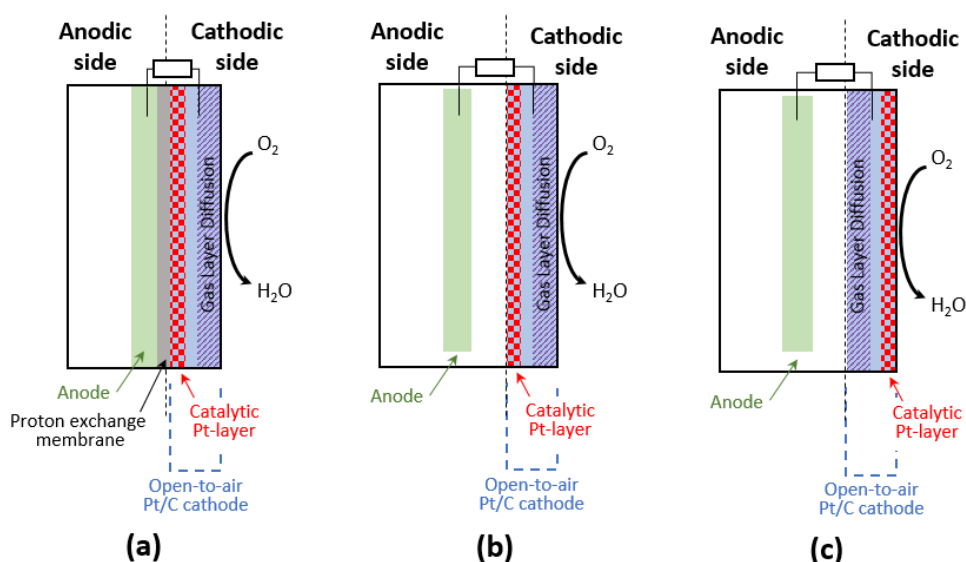 Anodic
side
Cathodic
side
O2
Gas Layer Diffusion
H2O
Anode
Proton exchange
membrane
Catalytic
Pt-layer
Open-to-air
Pt/C cathode
(a)
Anodic
side
Cathodic
side
O2
Gas Layer Diffusion
H2O
Anode
Catalytic
Pt-layer
Open-to-air
Pt/C cathode
(b)
Anodic
side
Cathodic
side
O2
Gas Layer Diffusion
H2O
Anode
Catalytic
Pt-layer
Open-to-air
Pt/C cathode
(c)